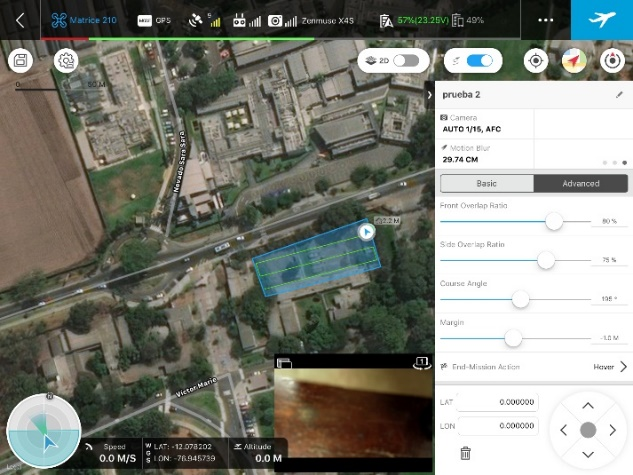 Matrice 210 GPS 5 Zenmuse X4S 57%(23.25V) 49%
2D
0 50 M
prueba 2
Camera
AUTO 1/15, AFC
Motion Blur
29.74 CM
Basic Advanced
Front Overlap Ratio
80 %
Side Overlap Ratio
75 %
Course Angle
Margin
-1.0 M
End-Mission Action Hover
LAT 0.000000
LON 0.000000
Nevado Sara Sara
Victor Marie
1
N
Speed
0.0 M/S
WGS
LAT: -12.078202
LON: -76.945739
Altitude
0.0 M